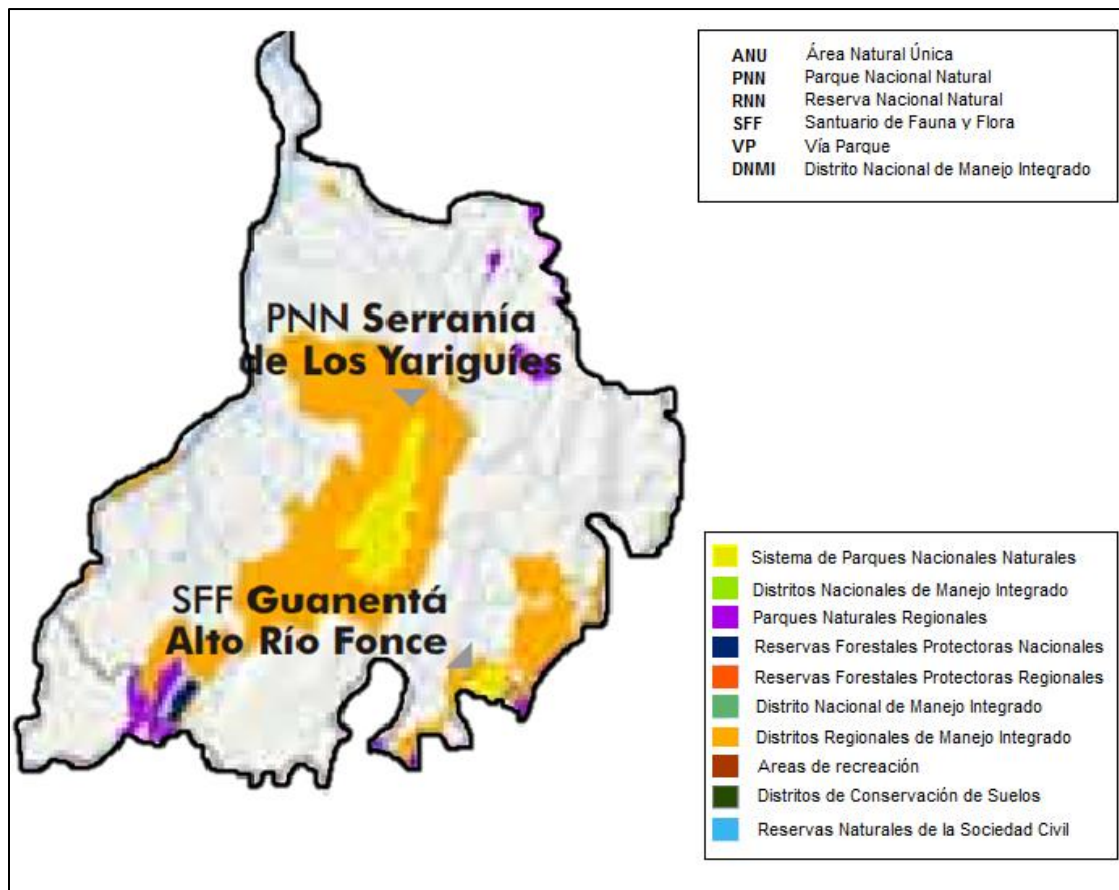 ANU Área Natural Única
PNN Parque Nacional Natural
RNN Reserva Nacional Natural
SFF Santuario de Fauna y Flora
VP Vía Parque
DNMI Distrito Nacional de Manejo Integrado
PNN Serranía
de Los Yariguíes
SFF Guanentá
Alto Río Fonce
Sistema de Parques Nacionales Naturales
Distritos Nacionales de Manejo Integrado
Parques Naturales Regionales
Reservas Forestales Protectoras Nacionales
Reservas Forestales Protectoras Regionales
Distrito Nacional de Manejo Integrado
Distritos Regionales de Manejo Integrado
Areas de recreación
Distritos de Conservación de Suelos
Reservas Naturales de la Sociedad Civil